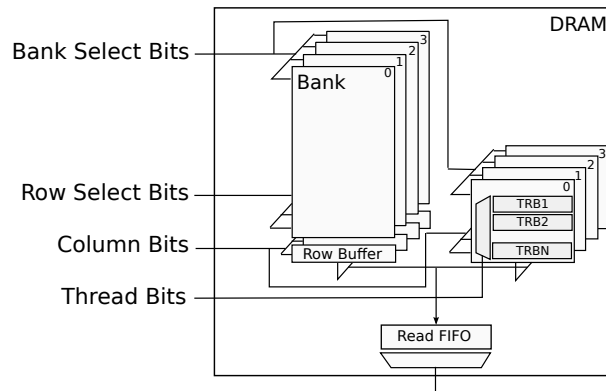 DRAM
Bank Select Bits
3
2
1
0
Bank
3
2
1
0
Row Select Bits
TRB1
TRB2
Column Bits
Row Buffer
TRBN
Thread Bits
Read FIFO